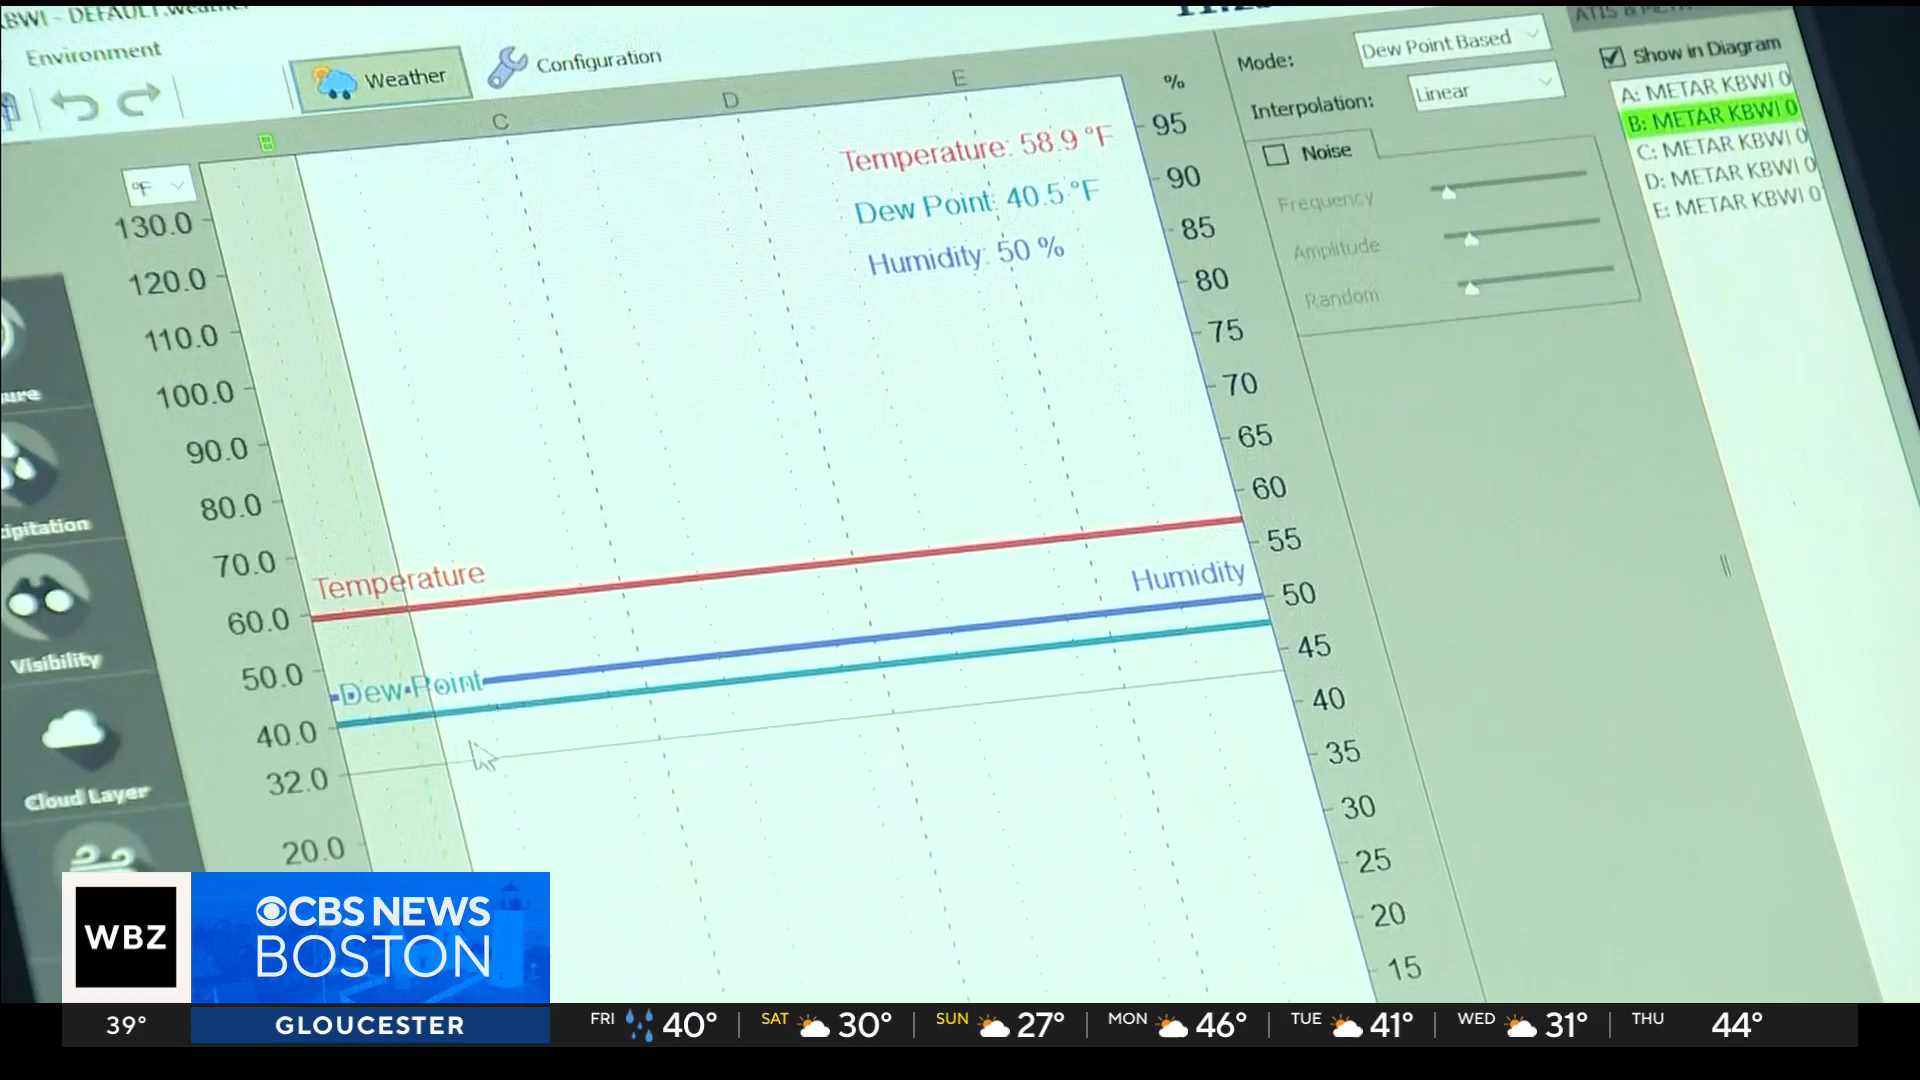 KBWI - DEFAULT.weather
Environment
Weather
Configuration
B
C
D
E
%
°F
130.0
120.0
110.0
100.0
90.0
80.0
70.0
60.0
50.0
40.0
32.0
20.0
Temperature: 58.9 °F
Dew Point: 40.5 °F
Humidity: 50 %
Temperature
Dew Point
Humidity
95
90
85
80
75
70
65
60
55
50
45
40
35
30
25
20
15
Mode:
Dew Point Based
Interpolation:
Linear
Noise
Frequency
Amplitude
Random
Show in Diagram
A: METAR KBWI 0
B: METAR KBWI 0
C: METAR KBWI 0
D: METAR KBWI 0
E: METAR KBWI 0
Visibility
Cloud Layer
WBZ
CBS NEWS
BOSTON
39°
GLOUCESTER
FRI 40° SAT 30° SUN 27° MON 46° TUE 41° WED 31° THU 44°